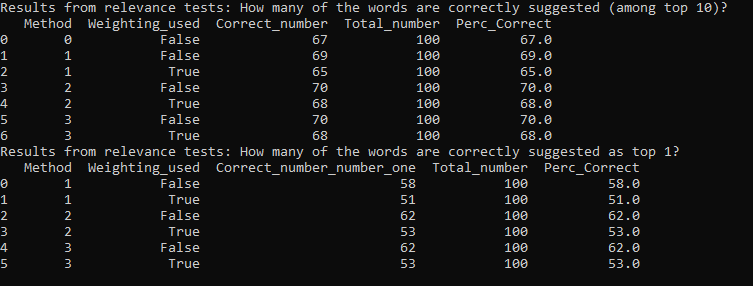 Results from relevance tests: How many of the words are correctly suggested (among top 10)?
Method Weighting_used Correct_number Total_number Perc_Correct
0 0 False 67 100 67.0
1 1 False 69 100 69.0
2 1 True 65 100 65.0
3 2 False 70 100 70.0
4 2 True 68 100 68.0
5 3 False 70 100 70.0
6 3 True 68 100 68.0
Results from relevance tests: How many of the words are correctly suggested as top 1?
Method Weighting_used Correct_number_number_one Total_number Perc_Correct
0 1 False 58 100 58.0
1 1 True 51 100 51.0
2 2 False 62 100 62.0
3 2 True 53 100 53.0
4 3 False 62 100 62.0
5 3 True 53 100 53.0